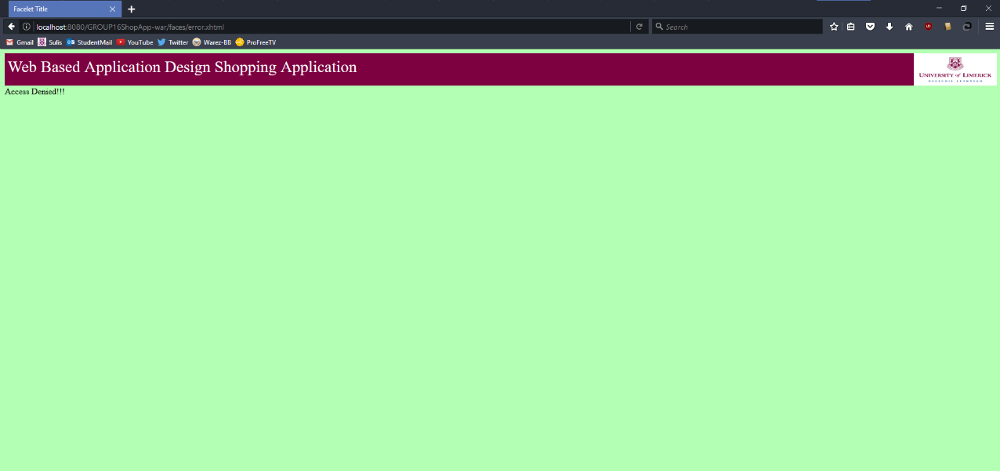 Facelet Title
localhost:8080/GROUP16ShopApp-war/faces/error.xhtml
Search
Gmail Sulis StudentMail YouTube Twitter Warez-BB ProFreeTV
Web Based Application Design Shopping Application
UNIVERSITY of LIMERICK
Access Denied!!!